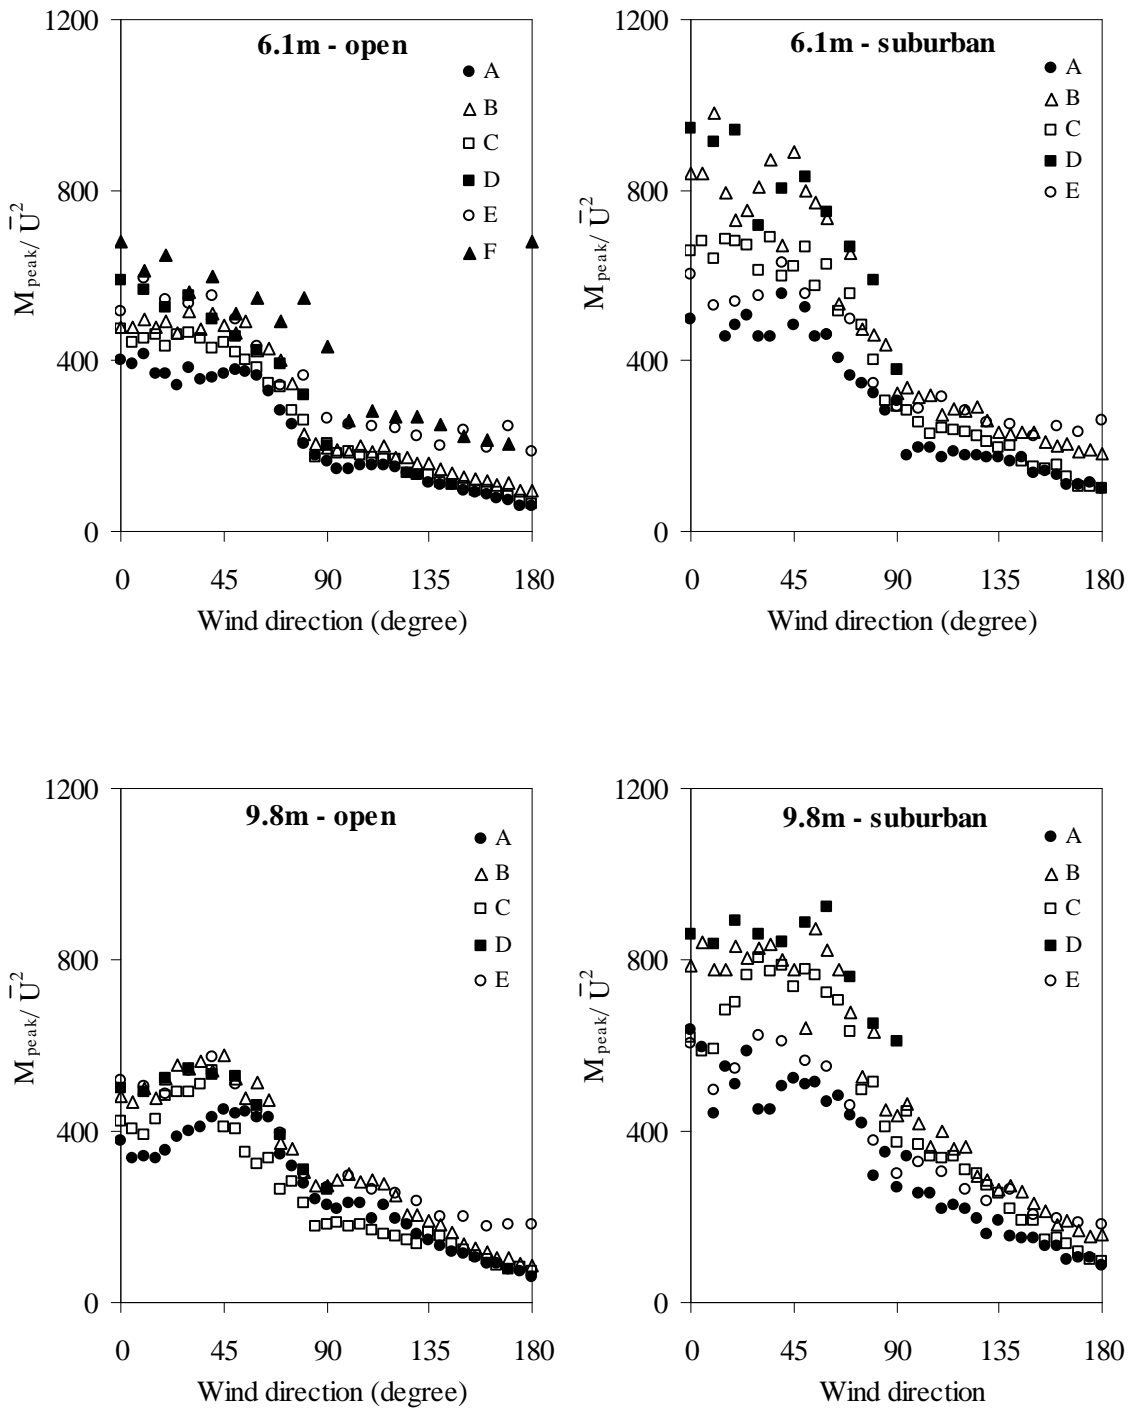 6.1m - open
1200
800
400
0
M_peak/ Ū²
A
B
C
D
E
F
0 45 90 135 180
Wind direction (degree)
6.1m - suburban
1200
800
400
0
M_peak/ Ū²
A
B
C
D
E
0 45 90 135 180
Wind direction (degree)
9.8m - open
1200
800
400
0
M_peak/ Ū²
A
B
C
D
E
0 45 90 135 180
Wind direction (degree)
9.8m - suburban
1200
800
400
0
M_peak/ Ū²
A
B
C
D
E
0 45 90 135 180
Wind direction